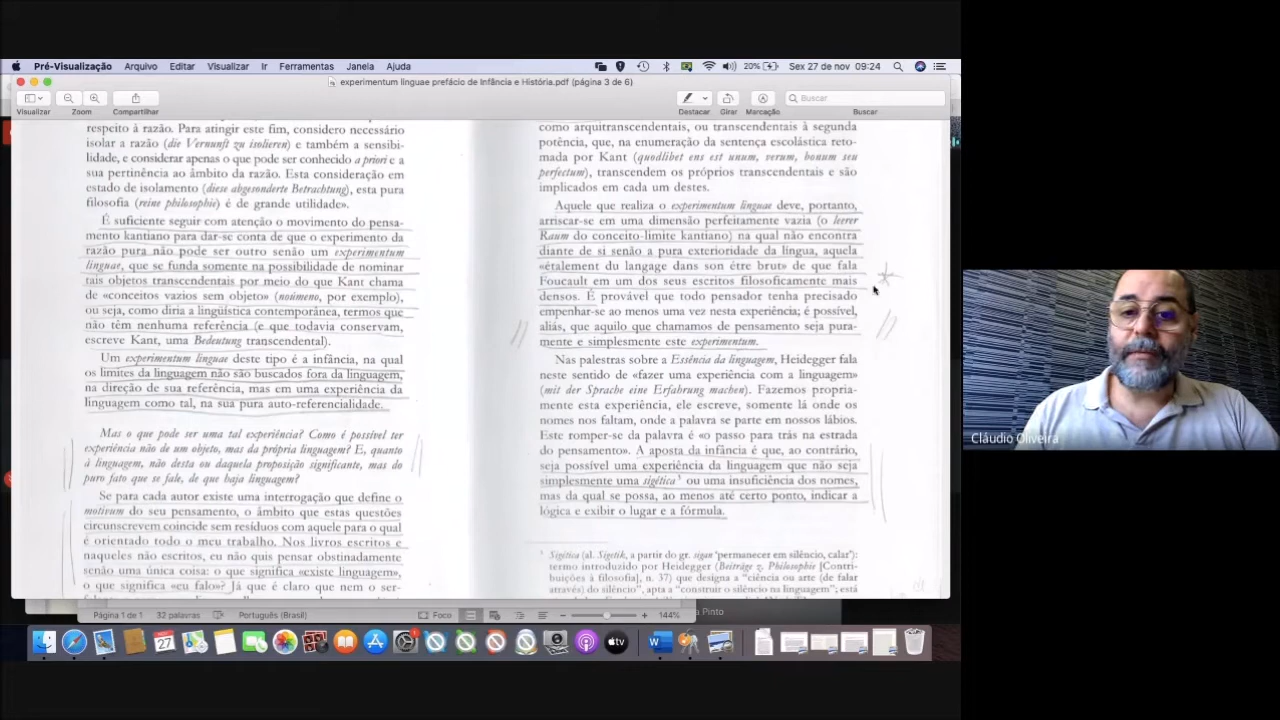 Pré-Visualização Arquivo Editar Visualizar Ir Ferramentas Janela Ajuda 20% Sex 27 de nov 09:24
experimentum linguae prefácio de Infância e História.pdf (página 3 de 6)
Visualizar Zoom Compartilhar Destacar Girar Marcação Buscar
Buscar
respeito à razão. Para atingir este fim, considero necessário
isolar a razão (die Vernunft zu isolieren) e também a sensibi-
lidade, e considerar apenas o que pode ser conhecido a priori e a
sua pertinência ao âmbito da razão. Esta consideração em
estado de isolamento (diese abgesonderte Betrachtung), esta pura
filosofia (reine philosophie) é de grande utilidade».
É suficiente seguir com atenção o movimento do pensa-
mento kantiano para dar-se conta de que o experimento da
razão pura não pode ser outro senão um experimentum
linguae, que se funda somente na possibilidade de nominar
tais objetos transcendentais por meio do que Kant chama
de «conceitos vazios sem objeto» (noúmeno, por exemplo),
ou seja, como diria a lingüística contemporânea, termos que
não têm nenhuma referência (e que todavia conservam,
escreve Kant, uma Bedeutung transcendental).
Um experimentum linguae deste tipo é a infância, na qual
os limites da linguagem não são buscados fora da linguagem,
na direção de sua referência, mas em uma experiência da
linguagem como tal, na sua pura auto-referencialidade.
Mas o que pode ser uma tal experiência? Como é possível ter
experiência não de um objeto, mas da própria linguagem? E, quanto
à linguagem, não desta ou daquela proposição significante, mas do
puro fato que se fale, de que haja linguagem?
Se para cada autor existe uma interrogação que define o
motivum do seu pensamento, o âmbito que estas questões
circunscrevem coincide sem resíduos com aquele para o qual
é orientado todo o meu trabalho. Nos livros escritos e
naqueles não escritos, eu não quis pensar obstinadamente
senão uma única coisa: o que significa «existe linguagem»,
o que significa «eu falo»? Já que é claro que nem o ser-
como arquitranscendentais, ou transcendentais à segunda
potência, que, na enumeração da sentença escolástica reto-
mada por Kant (quodlibet ens est unum, verum, bonum seu
perfectum), transcendem os próprios transcendentais e são
implicados em cada um destes.
Aquele que realiza o experimentum linguae deve, portanto,
arriscar-se em uma dimensão perfeitamente vazia (o leerer
Raum do conceito-limite kantiano) na qual não encontra
diante de si senão a pura exterioridade da língua, aquela
«étalement du langage dans son être brut» de que fala
Foucault em um dos seus escritos filosoficamente mais
densos. É provável que todo pensador tenha precisado
empenhar-se ao menos uma vez nesta experiência; é possível,
aliás, que aquilo que chamamos de pensamento seja pura-
mente e simplesmente este experimentum.
Nas palestras sobre a Essência da linguagem, Heidegger fala
neste sentido de «fazer uma experiência com a linguagem»
(mit der Sprache eine Erfahrung machen). Fazemos propria-
mente esta experiência, ele escreve, somente lá onde os
nomes nos faltam, onde a palavra se parte em nossos lábios.
Este romper-se da palavra é «o passo para trás na estrada
do pensamento». A aposta da infância é que, ao contrário,
seja possível uma experiência da linguagem que não seja
simplesmente uma sigética¹ ou uma insuficiência dos nomes,
mas da qual se possa, ao menos até certo ponto, indicar a
lógica e exibir o lugar e a fórmula.
¹ Sigética (al. Sigetik, a partir do gr. sigan 'permanecer em silêncio, calar'):
termo introduzido por Heidegger (Beiträge z. Philosophie [Contri-
buições à filosofia], n. 37) que designa a "ciência ou arte (de falar
através) do silêncio", apta a "construir o silêncio na linguagem"; está
Página 1 de 1 32 palavras Português (Brasil) Foco 144%
Pinto
27
tv
Cláudio Oliveira